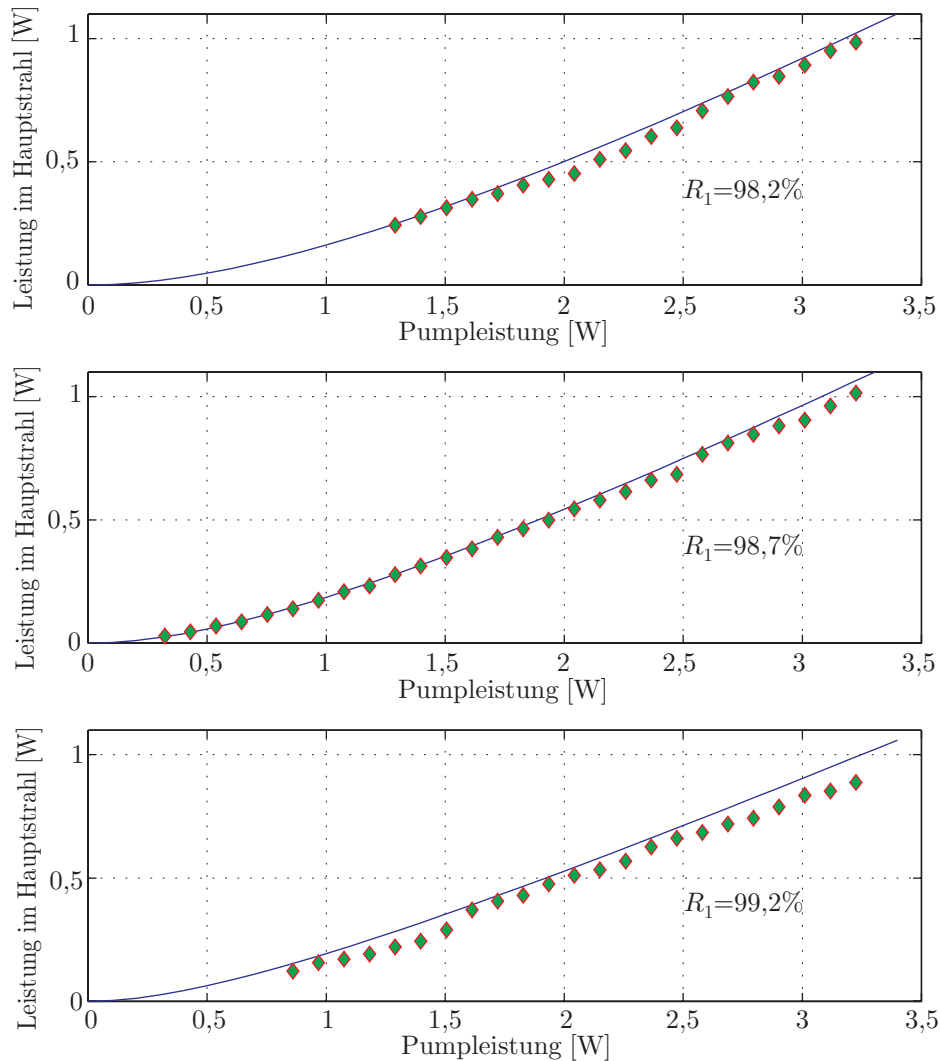 Leistung im Hauptstrahl [W]
1
0,5
0
R₁=98,2%
0 0,5 1 1,5 2 2,5 3 3,5
Pumpleistung [W]
Leistung im Hauptstrahl [W]
1
0,5
0
R₁=98,7%
0 0,5 1 1,5 2 2,5 3 3,5
Pumpleistung [W]
Leistung im Hauptstrahl [W]
1
0,5
0
R₁=99,2%
0 0,5 1 1,5 2 2,5 3 3,5
Pumpleistung [W]